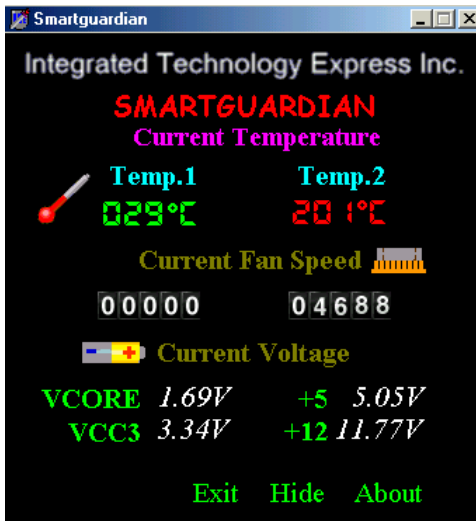 Smartguardian
Integrated Technology Express Inc.
SMARTGUARDIAN
Current Temperature
Temp.1 Temp.2
029°C 201°C
Current Fan Speed
00000 04688
Current Voltage
VCORE 1.69V +5 5.05V
VCC3 3.34V +12 11.77V
Exit Hide About